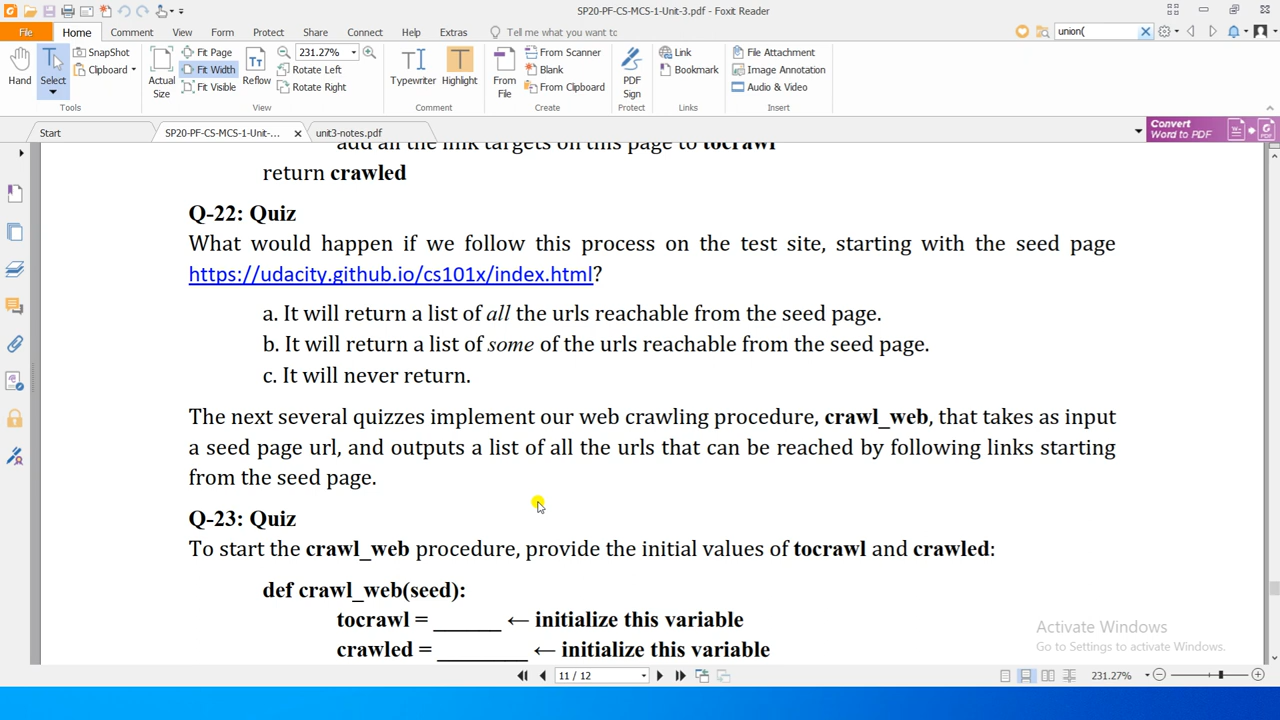 SP20-PF-CS-MCS-1-Unit-3.pdf - Foxit Reader
File Home Comment View Form Protect Share Connect Help Extras Tell me what you want to
union(
Hand
Select
SnapShot
Clipboard
Tools
Actual Size
Fit Page
Fit Width
Fit Visible
Reflow
231.27%
Rotate Left
Rotate Right
View
Typewriter
Highlight
Comment
From File
From Scanner
Blank
From Clipboard
Create
PDF Sign
Protect
Link
Bookmark
Links
File Attachment
Image Annotation
Audio & Video
Insert
Start SP20-PF-CS-MCS-1-Unit-... unit3-notes.pdf
Convert
Word to PDF
add all the link targets on this page to tocrawl
return crawled
Q-22: Quiz
What would happen if we follow this process on the test site, starting with the seed page
https://udacity.github.io/cs101x/index.html?
a. It will return a list of all the urls reachable from the seed page.
b. It will return a list of some of the urls reachable from the seed page.
c. It will never return.
The next several quizzes implement our web crawling procedure, crawl_web, that takes as input
a seed page url, and outputs a list of all the urls that can be reached by following links starting
from the seed page.
Q-23: Quiz
To start the crawl_web procedure, provide the initial values of tocrawl and crawled:
def crawl_web(seed):
tocrawl = ______ ← initialize this variable
crawled = ________ ← initialize this variable
Activate Windows
Go to Settings to activate Windows.
11 / 12
231.27%